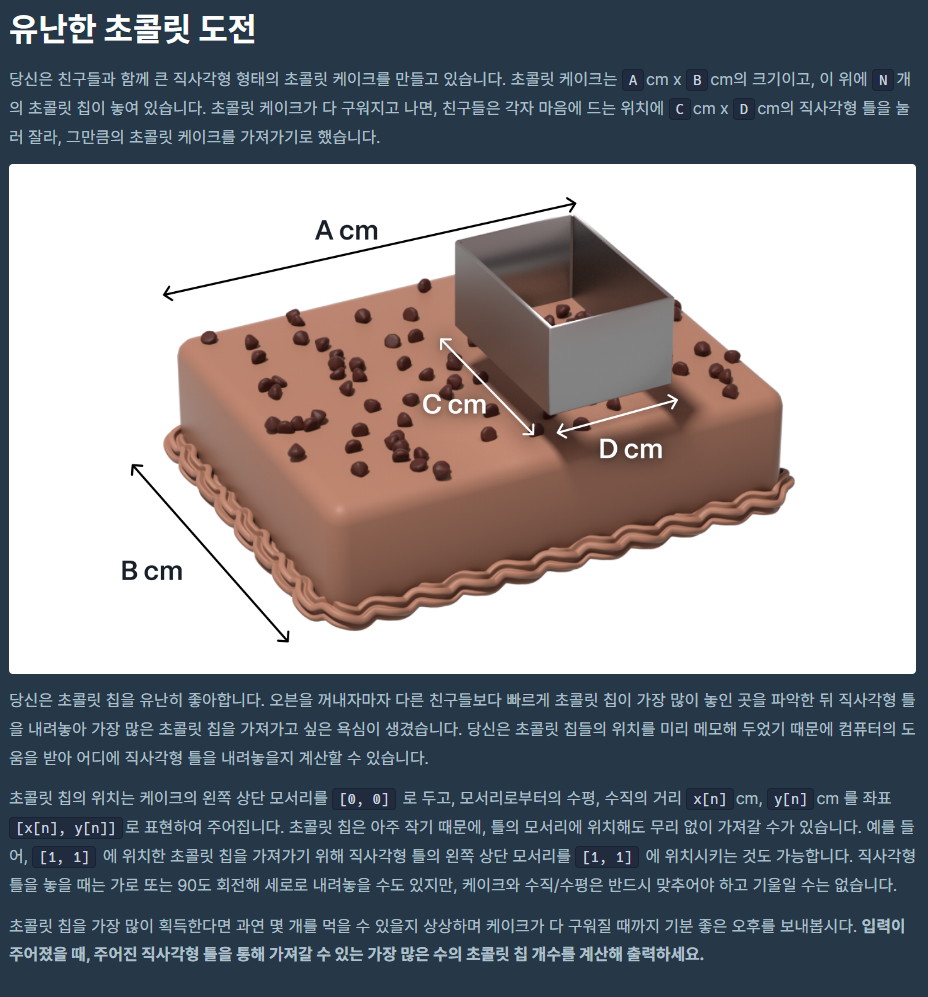 유난한 초콜릿 도전
당신은 친구들과 함께 큰 직사각형 형태의 초콜릿 케이크를 만들고 있습니다. 초콜릿 케이크는 A cm x B cm의 크기이고, 이 위에 N 개
의 초콜릿 칩이 놓여 있습니다. 초콜릿 케이크가 다 구워지고 나면, 친구들은 각자 마음에 드는 위치에 C cm x D cm의 직사각형 틀을 눌
러 잘라, 그만큼의 초콜릿 케이크를 가져가기로 했습니다.
A cm
C cm
D cm
B cm
당신은 초콜릿 칩을 유난히 좋아합니다. 오븐을 꺼내자마자 다른 친구들보다 빠르게 초콜릿 칩이 가장 많이 놓인 곳을 파악한 뒤 직사각형 틀
을 내려놓아 가장 많은 초콜릿 칩을 가져가고 싶은 욕심이 생겼습니다. 당신은 초콜릿 칩들의 위치를 미리 메모해 두었기 때문에 컴퓨터의 도
움을 받아 어디에 직사각형 틀을 내려놓을지 계산할 수 있습니다.
초콜릿 칩의 위치는 케이크의 왼쪽 상단 모서리를 [0, 0] 로 두고, 모서리로부터의 수평, 수직의 거리 x[n] cm, y[n] cm 를 좌표
[x[n], y[n]] 로 표현하여 주어집니다. 초콜릿 칩은 아주 작기 때문에, 틀의 모서리에 위치해도 무리 없이 가져갈 수가 있습니다. 예를 들
어, [1, 1] 에 위치한 초콜릿 칩을 가져가기 위해 직사각형 틀의 왼쪽 상단 모서리를 [1, 1] 에 위치시키는 것도 가능합니다. 직사각형
틀을 놓을 때는 가로 또는 90도 회전해 세로로 내려놓을 수도 있지만, 케이크와 수직/수평은 반드시 맞추어야 하고 기울일 수는 없습니다.
초콜릿 칩을 가장 많이 획득한다면 과연 몇 개를 먹을 수 있을지 상상하며 케이크가 다 구워질 때까지 기분 좋은 오후를 보내봅시다. 입력이
주어졌을 때, 주어진 직사각형 틀을 통해 가져갈 수 있는 가장 많은 수의 초콜릿 칩 개수를 계산해 출력하세요.